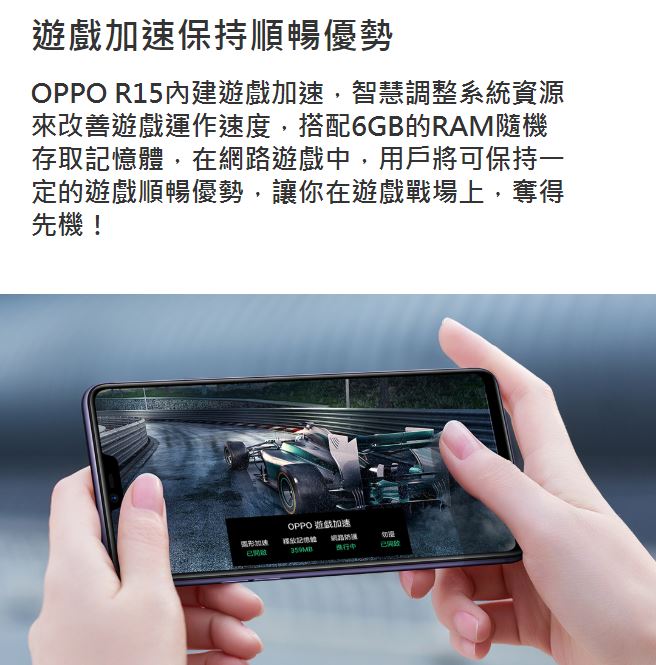 遊戲加速保持順暢優勢
OPPO R15內建遊戲加速，智慧調整系統資源
來改善遊戲運作速度，搭配6GB的RAM隨機
存取記憶體，在網路遊戲中，用戶將可保持一
定的遊戲順暢優勢，讓你在遊戲戰場上，奪得
先機！
OPPO 遊戲加速
圖形加速 釋放記憶體 網路防護 勿擾
已開啟 359MB 進行中 已開啟